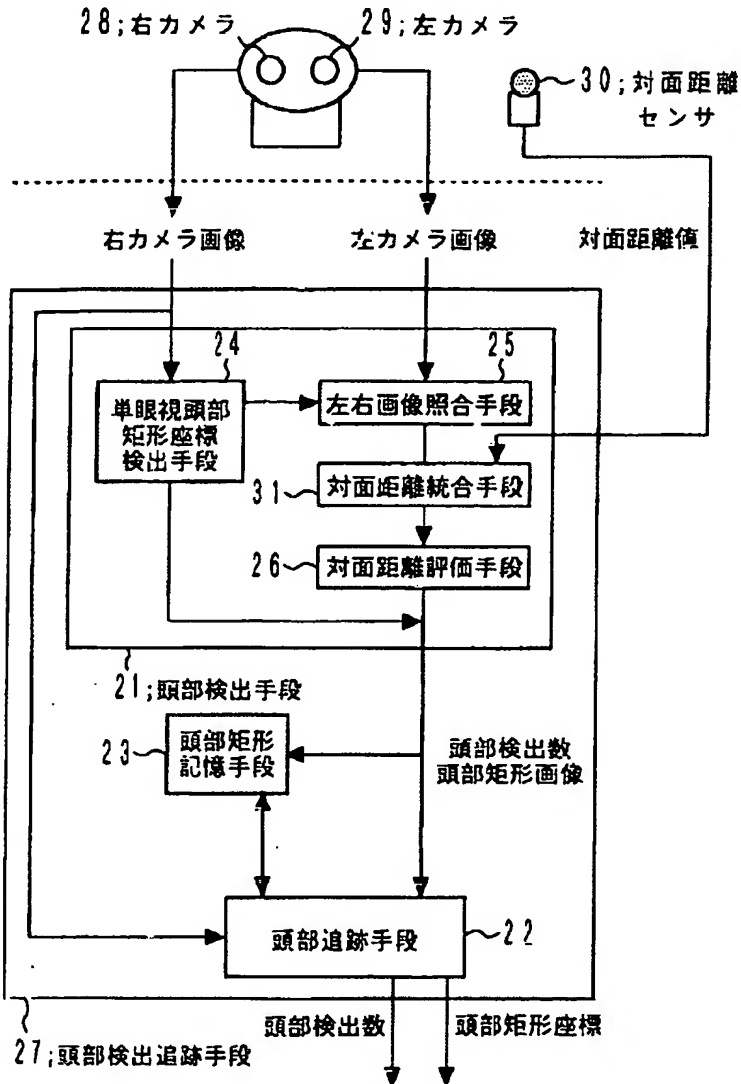 28;右カメラ
29;左カメラ
30;対面距離
センサ
右カメラ画像
左カメラ画像
対面距離値
24
25
単眼視頭部
矩形座標
検出手段
左右画像照合手段
31
対面距離統合手段
26
対面距離評価手段
21;頭部検出手段
23
頭部矩形
記憶手段
頭部検出数
頭部矩形画像
頭部追跡手段
22
頭部検出数
頭部矩形座標
27;頭部検出追跡手段